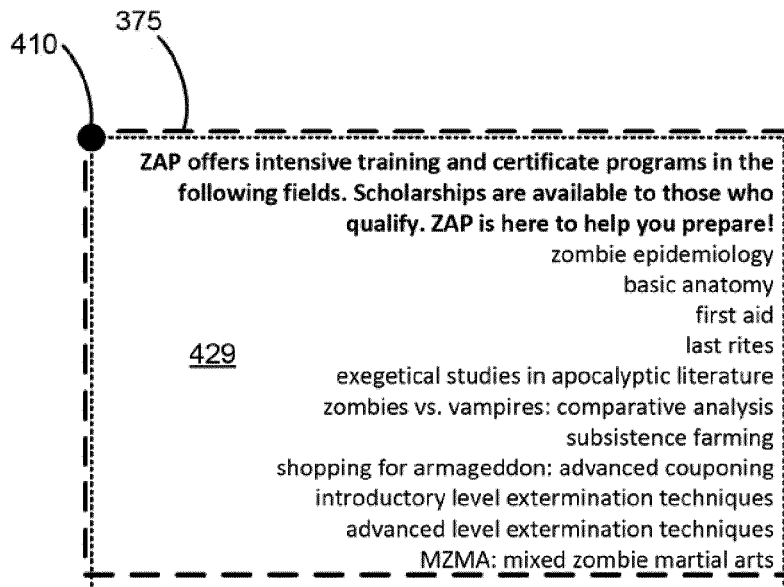 410
375
ZAP offers intensive training and certificate programs in the
following fields. Scholarships are available to those who
qualify. ZAP is here to help you prepare!
zombie epidemiology
basic anatomy
first aid
last rites
429
exegetical studies in apocalyptic literature
zombies vs. vampires: comparative analysis
subsistence farming
shopping for armageddon: advanced couponing
introductory level extermination techniques
advanced level extermination techniques
MZMA: mixed zombie martial arts